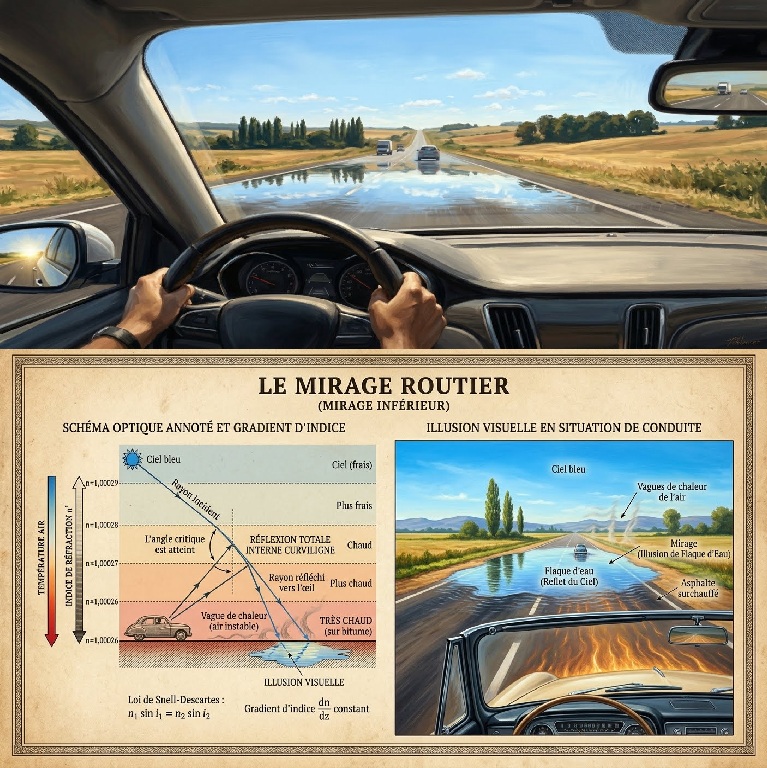 LE MIRAGE ROUTIER
(MIRAGE INFÉRIEUR)
SCHÉMA OPTIQUE ANNOTÉ ET GRADIENT D'INDICE
TEMPÉRATURE AIR
INDICE DE RÉFRACTION n'
n=1,00029
n=1,00028
n=1,00027
n=1,00026
n=1,00026
Ciel bleu
Rayon incident
Ciel (frais)
Plus frais
L'angle critique
est atteint
RÉFLEXION TOTALE
INTERNE CURVILIGNE
Chaud
Rayon réfléchi
vers l'œil
Plus chaud
Vague de chaleur
(air instable)
TRÈS CHAUD
(sur bitume)
ILLUSION VISUELLE
Loi de Snell-Descartes :
n₁ sin i₁ = n₂ sin i₂
Gradient d'indice dn/dz constant
ILLUSION VISUELLE EN SITUATION DE CONDUITE
Ciel bleu
Vagues de chaleur
de l'air
Mirage
(Illusion de Flaque d'Eau)
Flaque d'eau
(Reflet du Ciel)
Asphalte
surchauffé